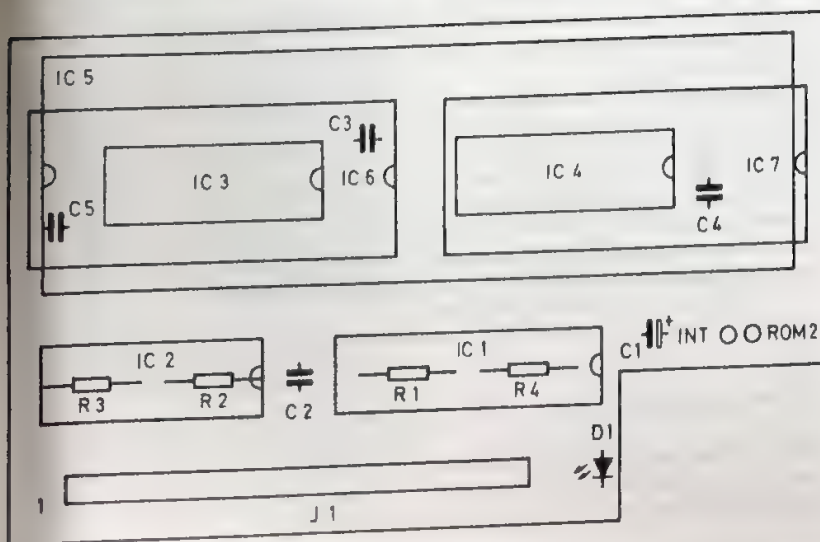 IC 5
C3
IC 3
IC 6
IC 4
IC 7
C5
C4
C1 + INT ROM2
IC 2
IC 1
R3
R2
C2
R1
R4
D1
1
J 1